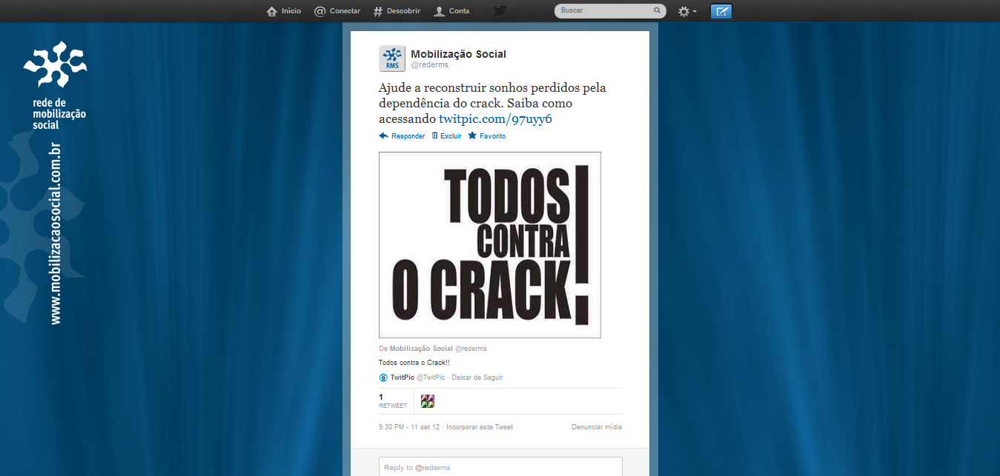 Início
Conectar
Descobrir
Conta
Buscar
rede de
mobilização
social
www.mobilizacaosocial.com.br
RMS
Mobilização Social
@rederms
Ajude a reconstruir sonhos perdidos pela
dependência do crack. Saiba como
acessando twitpic.com/97uyy6
Responder Excluir Favorito
TODOS
CONTRA
O CRACK!
De Mobilização Social @rederms
Todos contra o Crack!!
TwitPic @TwitPic · Deixar de Seguir
1
RETWEET
9:30 PM - 11 set 12 · Incorporar este Tweet
Denunciar mídia
Reply to @rederms